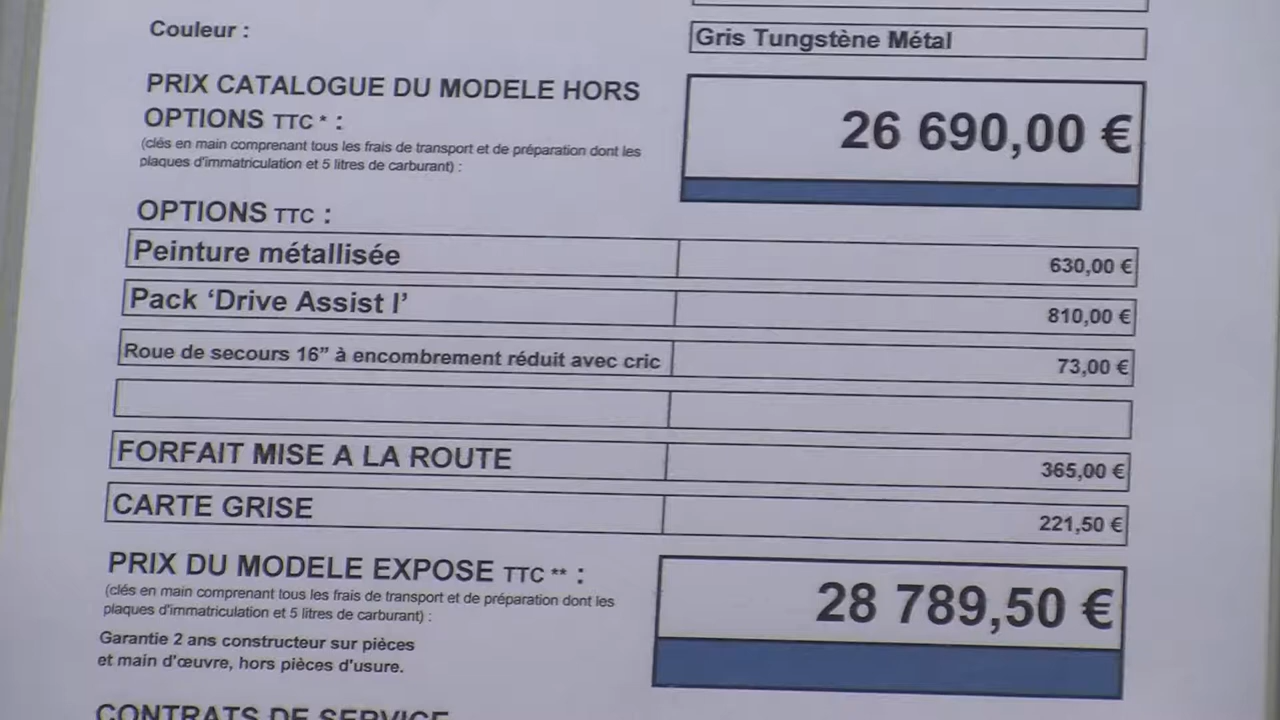 Couleur :
Gris Tungstène Métal
PRIX CATALOGUE DU MODELE HORS
OPTIONS TTC * :
26 690,00 €
(clés en main comprenant tous les frais de transport et de préparation dont les
plaques d'immatriculation et 5 litres de carburant) :
OPTIONS TTC :
Peinture métallisée
630,00 €
Pack ‘Drive Assist I’
810,00 €
Roue de secours 16” à encombrement réduit avec cric
73,00 €
FORFAIT MISE A LA ROUTE
365,00 €
CARTE GRISE
221,50 €
PRIX DU MODELE EXPOSE TTC ** :
28 789,50 €
(clés en main comprenant tous les frais de transport et de préparation dont les
plaques d'immatriculation et 5 litres de carburant) :
Garantie 2 ans constructeur sur pièces
et main d'œuvre, hors pièces d'usure.
CONTRATS DE SERVICE